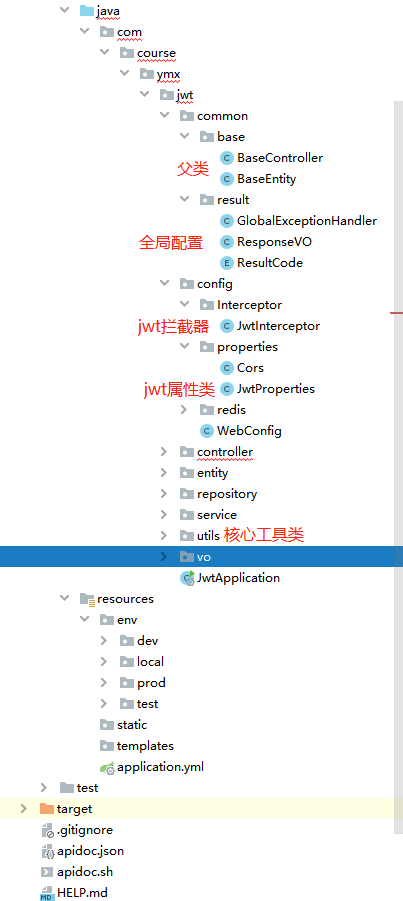 java
com
course
ymx
jwt
common
base
父类
BaseController
BaseEntity
result
GlobalExceptionHandler
全局配置
ResponseVO
ResultCode
config
Interceptor
jwt拦截器
JwtInterceptor
properties
Cors
jwt属性类
JwtProperties
redis
WebConfig
controller
entity
repository
service
utils 核心工具类
vo
JwtApplication
resources
env
dev
local
prod
test
static
templates
application.yml
test
target
.gitignore
apidoc.json
apidoc.sh
HELP.md